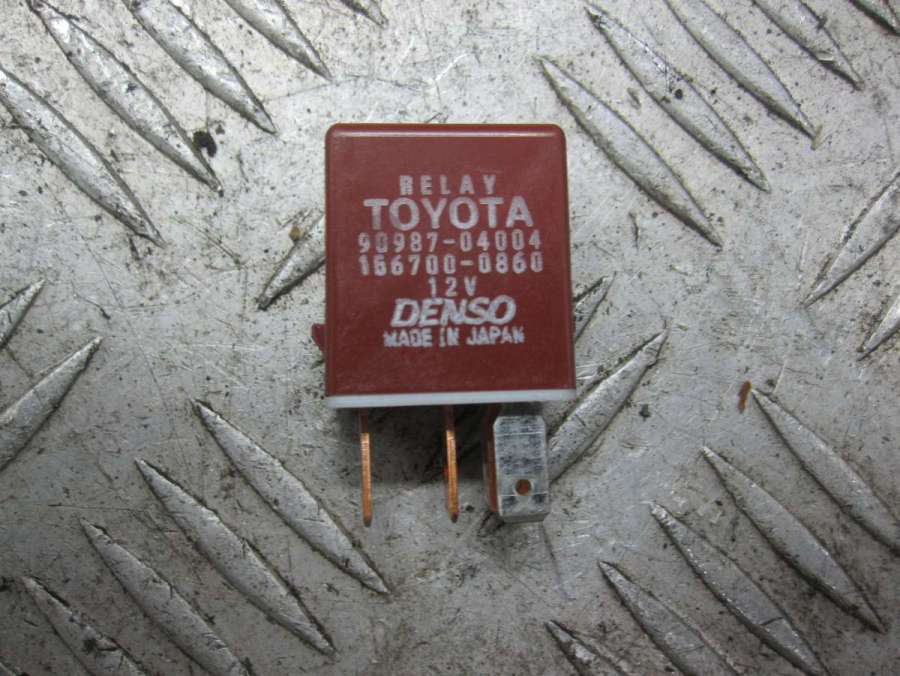 RELAY
TOYOTA
90987-04004
156700-0860
12V
DENSO
MADE IN JAPAN